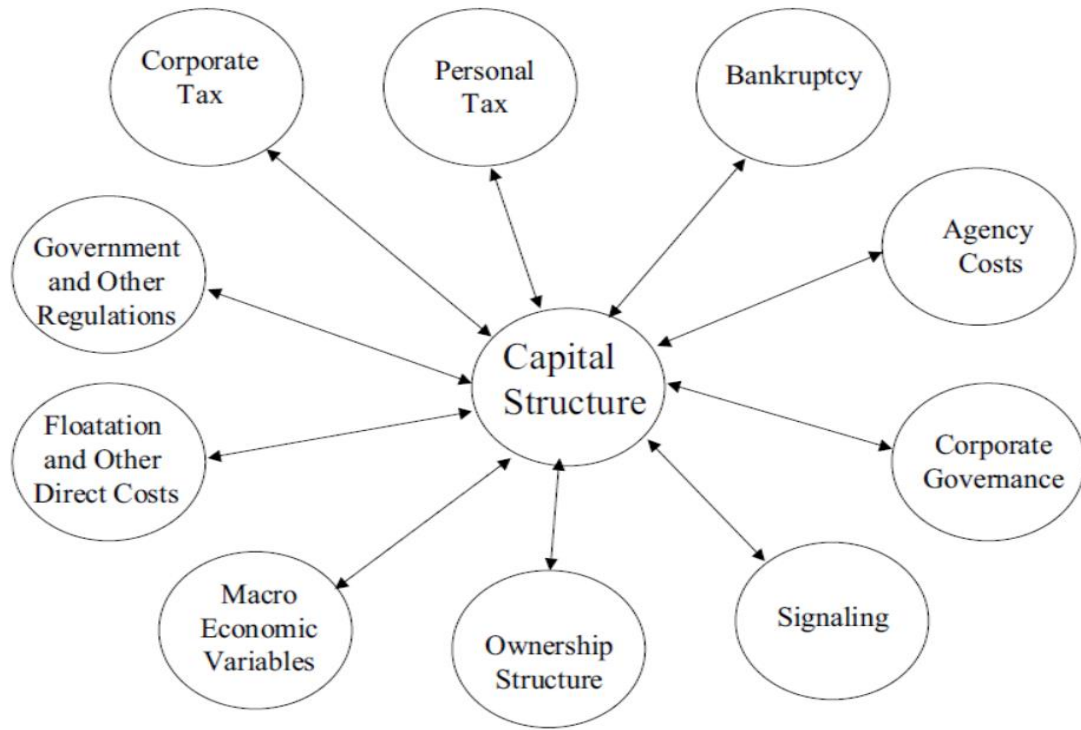 Corporate
Tax
Personal
Tax
Bankruptcy
Agency
Costs
Government
and Other
Regulations
Capital
Structure
Floatation
and Other
Direct Costs
Corporate
Governance
Macro
Economic
Variables
Ownership
Structure
Signaling